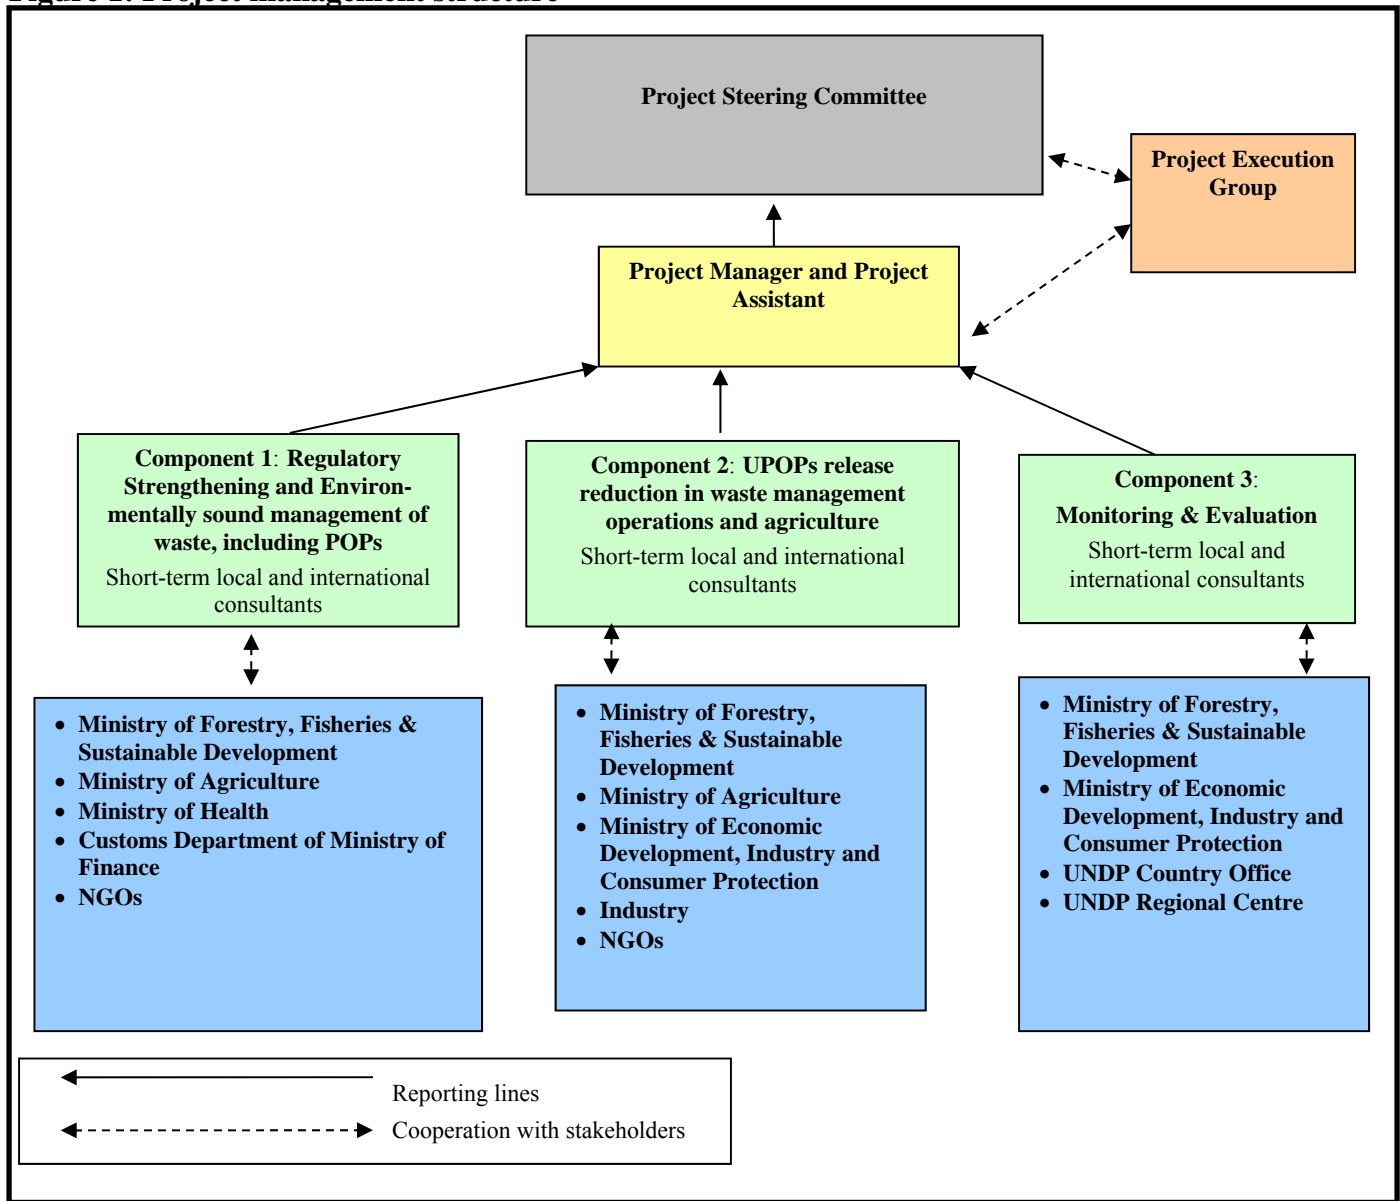 Figure 2: Project management structure
Project Steering Committee
Project Execution
Group
Project Manager and Project
Assistant
Component 1: Regulatory
Strengthening and Environ-
mentally sound management of
waste, including POPs
Short-term local and international
consultants
Component 2: UPOPs release
reduction in waste management
operations and agriculture
Short-term local and international
consultants
Component 3:
Monitoring & Evaluation
Short-term local and
international consultants
• Ministry of Forestry, Fisheries &
Sustainable Development
• Ministry of Agriculture
• Ministry of Health
• Customs Department of Ministry of
Finance
• NGOs
• Ministry of Forestry,
Fisheries & Sustainable
Development
• Ministry of Agriculture
• Ministry of Economic
Development, Industry and
Consumer Protection
• Industry
• NGOs
• Ministry of Forestry,
Fisheries & Sustainable
Development
• Ministry of Economic
Development, Industry and
Consumer Protection
• UNDP Country Office
• UNDP Regional Centre
Reporting lines
Cooperation with stakeholders